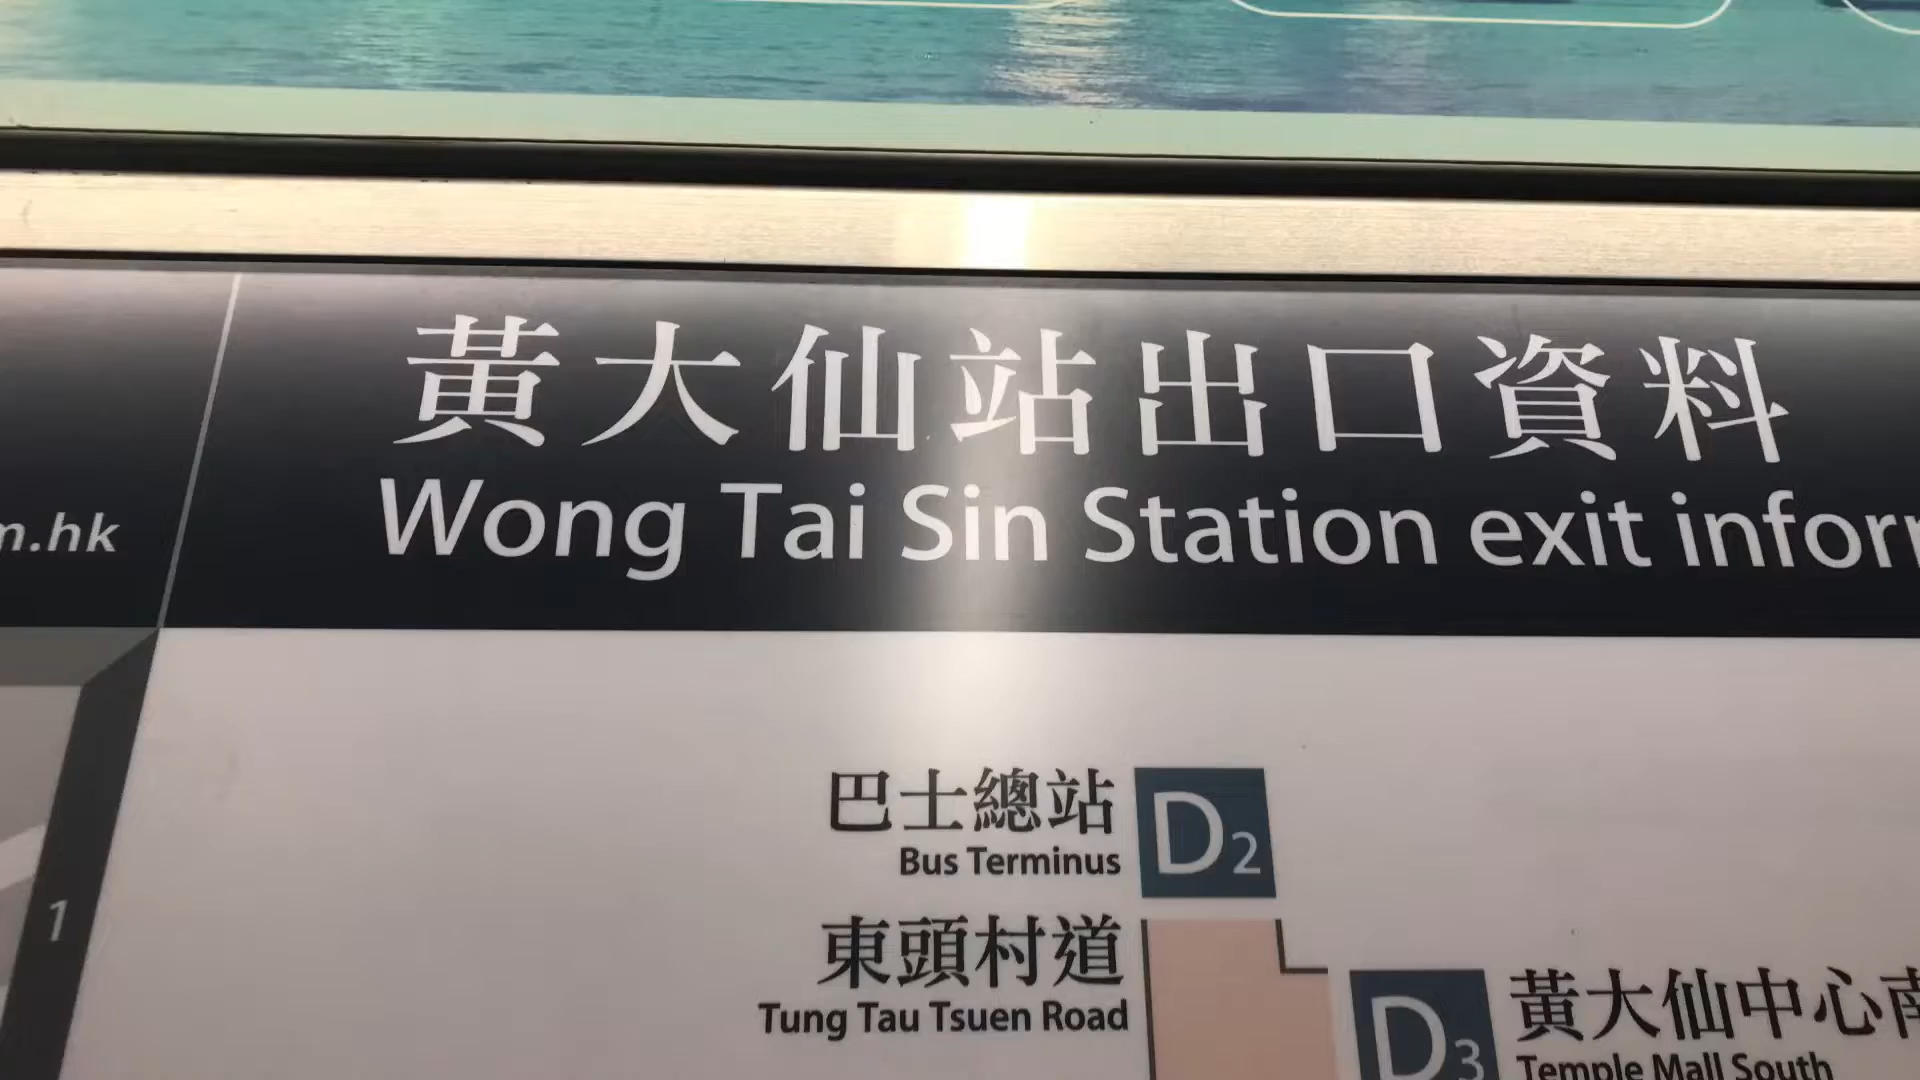 黃大仙站出口資料
m.hk
Wong Tai Sin Station exit infor
巴士總站
Bus Terminus
D2
東頭村道
Tung Tau Tsuen Road
1
D3
黃大仙中心南
Temple Mall South